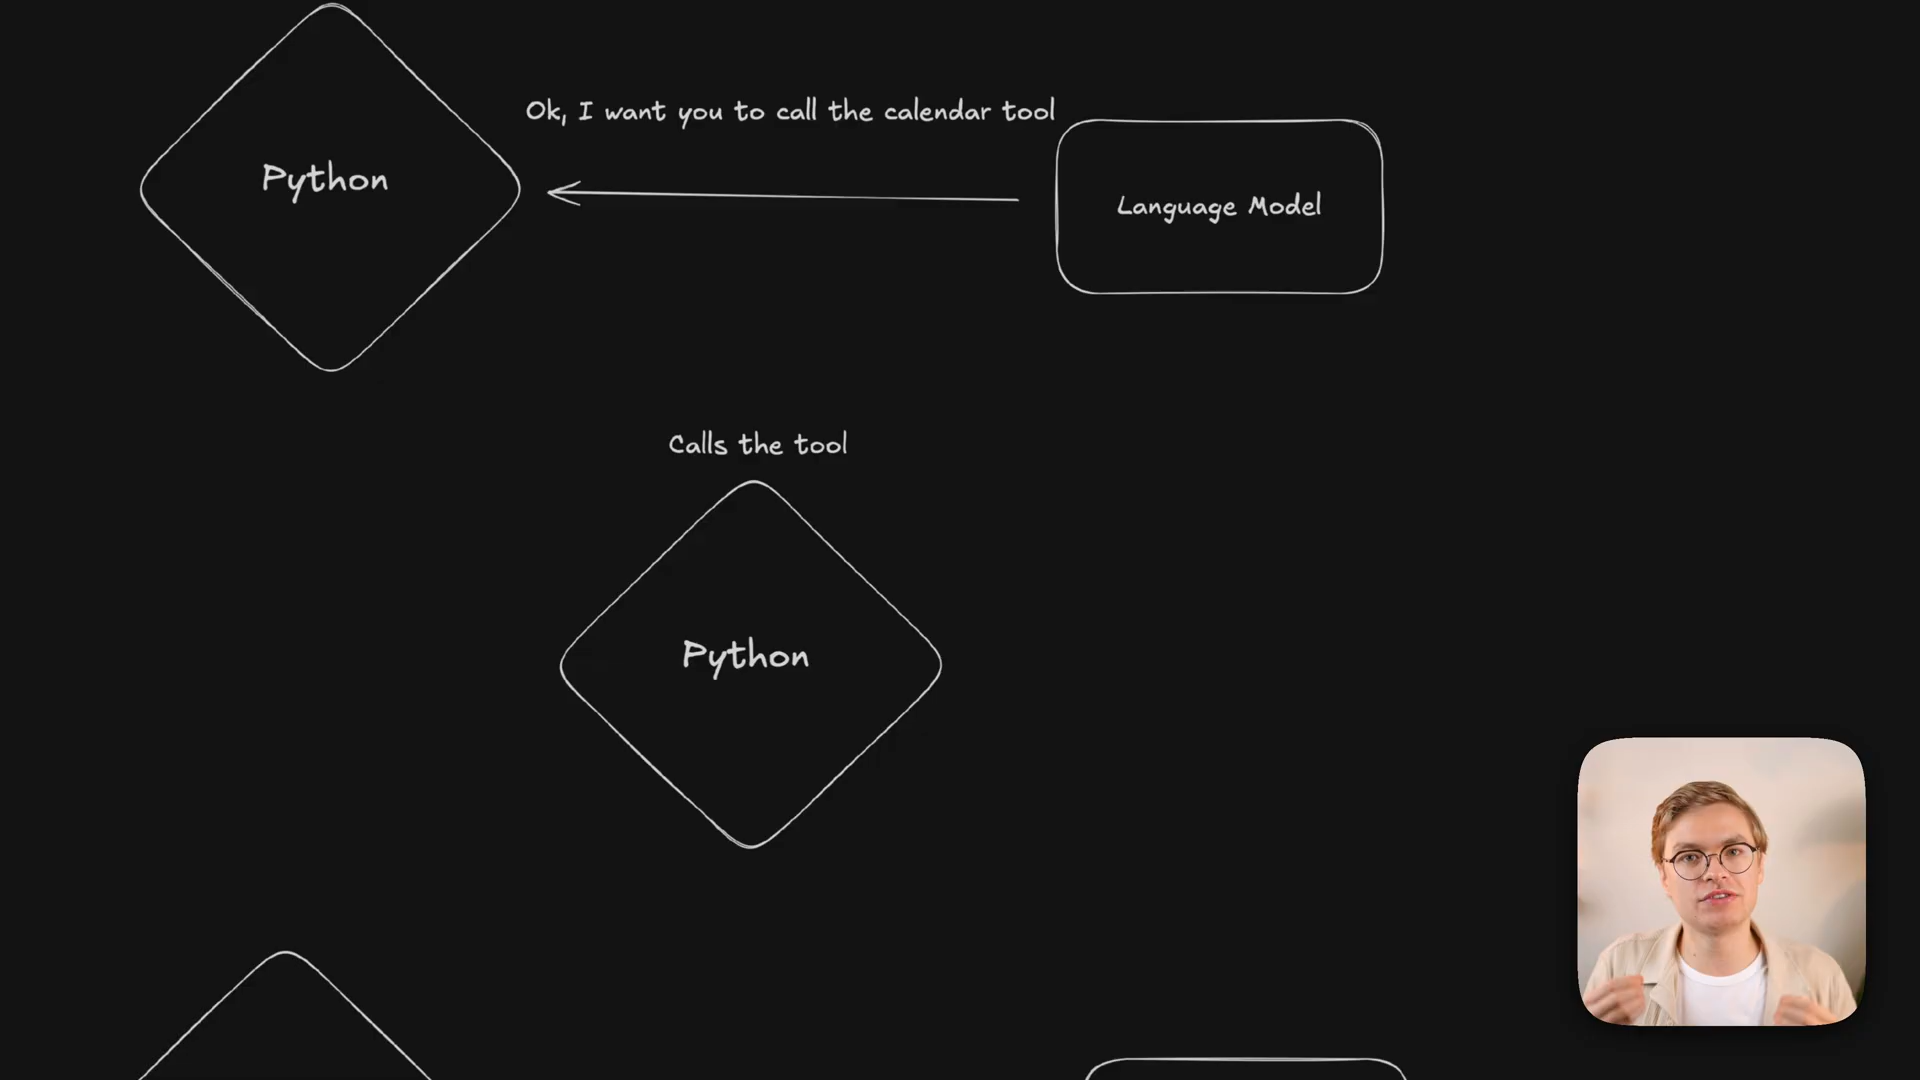 Ok, I want you to call the calendar tool
Python
Language Model
Calls the tool
Python